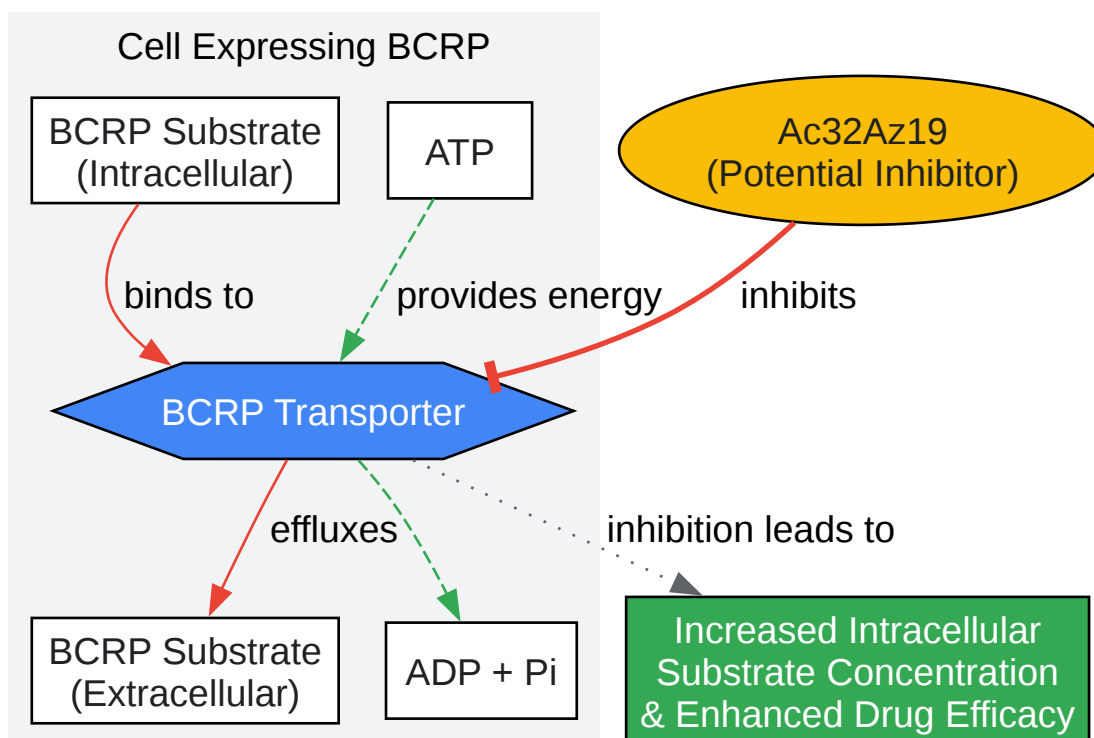 Cell Expressing BCRP
BCRP Substrate
(Intracellular)
ATP
Ac32Az19
(Potential Inhibitor)
binds to
provides energy
inhibits
BCRP Transporter
effluxes
inhibition leads to
BCRP Substrate
(Extracellular)
ADP + Pi
Increased Intracellular
Substrate Concentration
& Enhanced Drug Efficacy